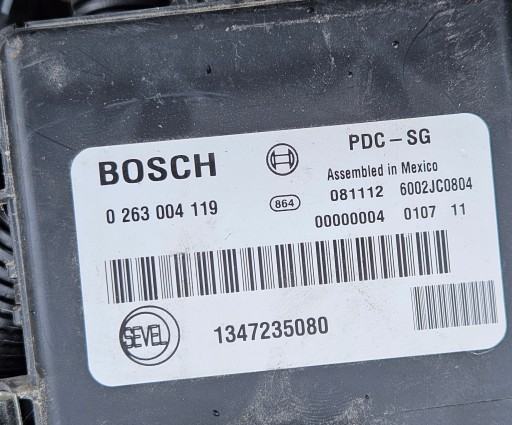 PDC-SG
BOSCH
Assembled in Mexico
081112 6002JC0804
0 263 004 119
864
00000004 0107 11
SEVEL
1347235080